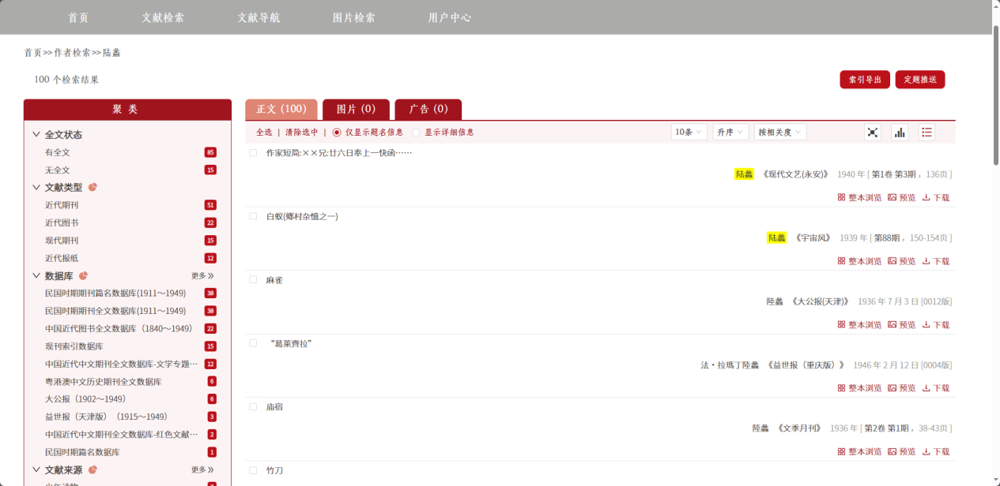 首页 文献检索 文献导航 图片检索 用户中心
首页>>作者检索>>陆蠡
100 个检索结果
索引导出 定题推送
聚 类
全文状态
有全文 85
无全文 15
文献类型
近代期刊 51
近代图书 22
现代期刊 15
近代报纸 12
数据库 更多
民国时期期刊篇名数据库(1911～1949) 38
民国时期期刊全文数据库(1911～1949) 38
中国近代图书全文数据库（1840～1949） 22
现刊索引数据库 15
中国近代中文期刊全文数据库-文学专题… 12
粤港澳中文历史期刊全文数据库 6
大公报（1902～1949） 6
益世报（天津版）（1915～1949） 3
中国近代中文期刊全文数据库-红色文献… 2
民国时期篇名数据库 1
文献来源 更多
正文 (100) 图片 (0) 广告 (0)
全选 | 清除选中 | 仅显示题名信息 显示详细信息 10条 升序 按相关度
作家短简:××兄:廿六日奉上一快函……
陆蠡 《现代文艺(永安)》 1940 年 [ 第1卷 第3期 ，136页 ]
整本浏览 预览 下载
白蚁(鄉村杂憶之一)
陆蠡 《宇宙风》 1939 年 [ 第88期 ，150-154页 ]
整本浏览 预览 下载
麻雀
陸蠡 《大公报(天津)》 1936 年 7 月 3 日 [0012版]
整本浏览 预览 下载
“葛萊齊拉”
法・拉瑪丁陸蠡 《益世报（重庆版）》 1946 年 2 月 12 日 [0004版]
整本浏览 预览 下载
庙宿
陸蠡 《文季月刊》 1936 年 [ 第2卷 第1期 ，38-43页 ]
整本浏览 预览 下载
竹刀